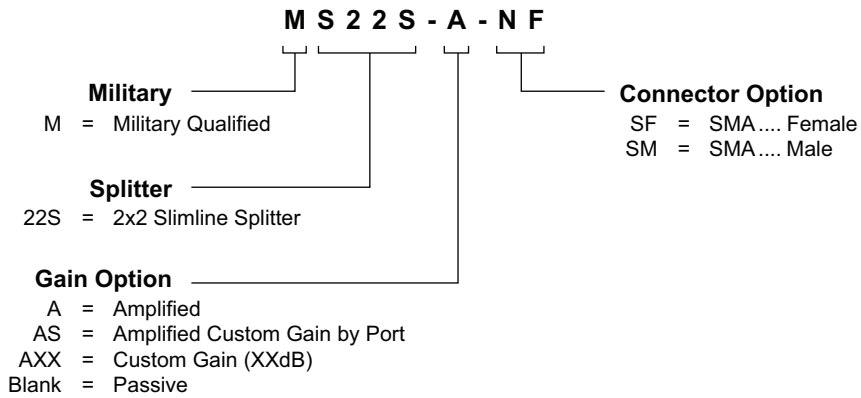 M S 2 2 S - A - N F
Military
M = Military Qualified
Splitter
22S = 2x2 Slimline Splitter
Gain Option
A = Amplified
AS = Amplified Custom Gain by Port
AXX = Custom Gain (XXdB)
Blank = Passive
Connector Option
SF = SMA .... Female
SM = SMA .... Male